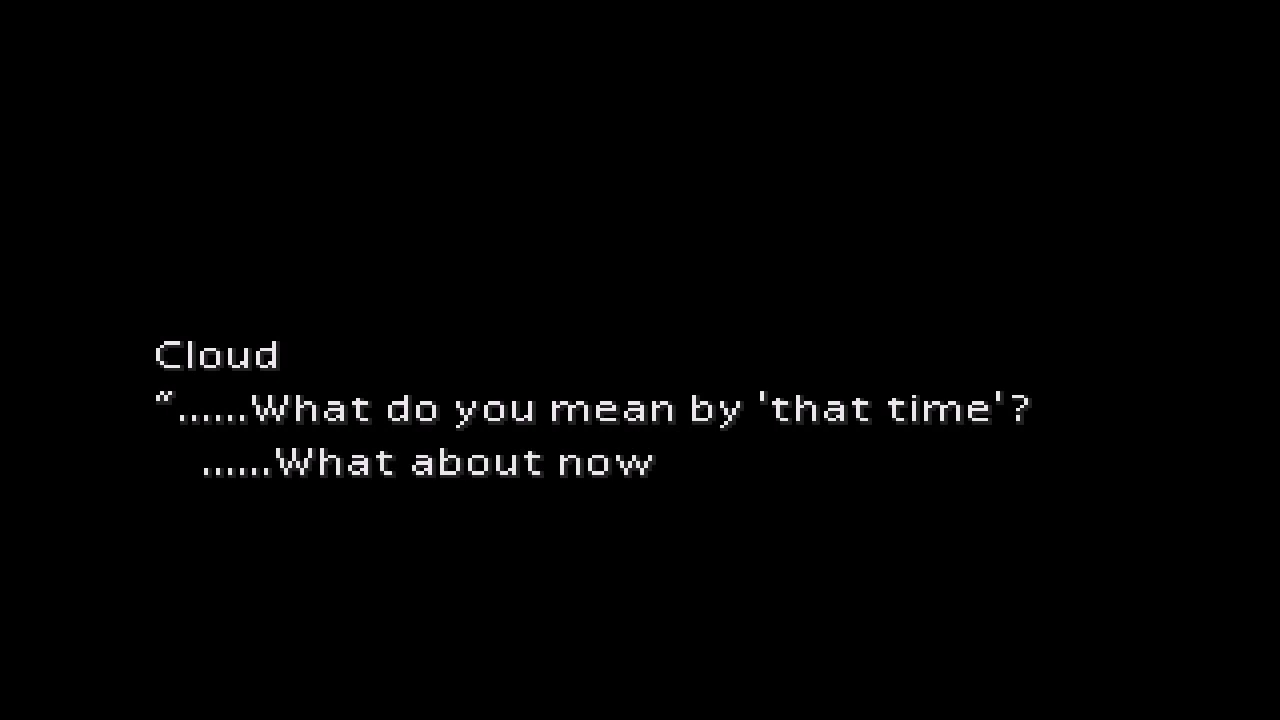 Cloud
“......What do you mean by 'that time'?
......What about now